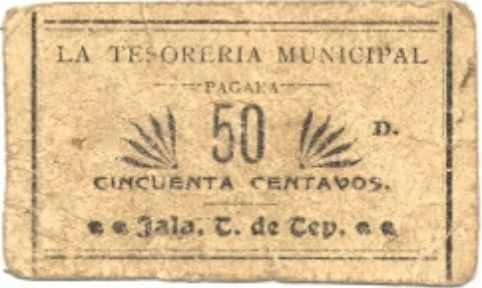 LA TESORERIA MUNICIPAL
PAGARA
50 D.
CINCUENTA CENTAVOS.
Jala. T. de Tep.